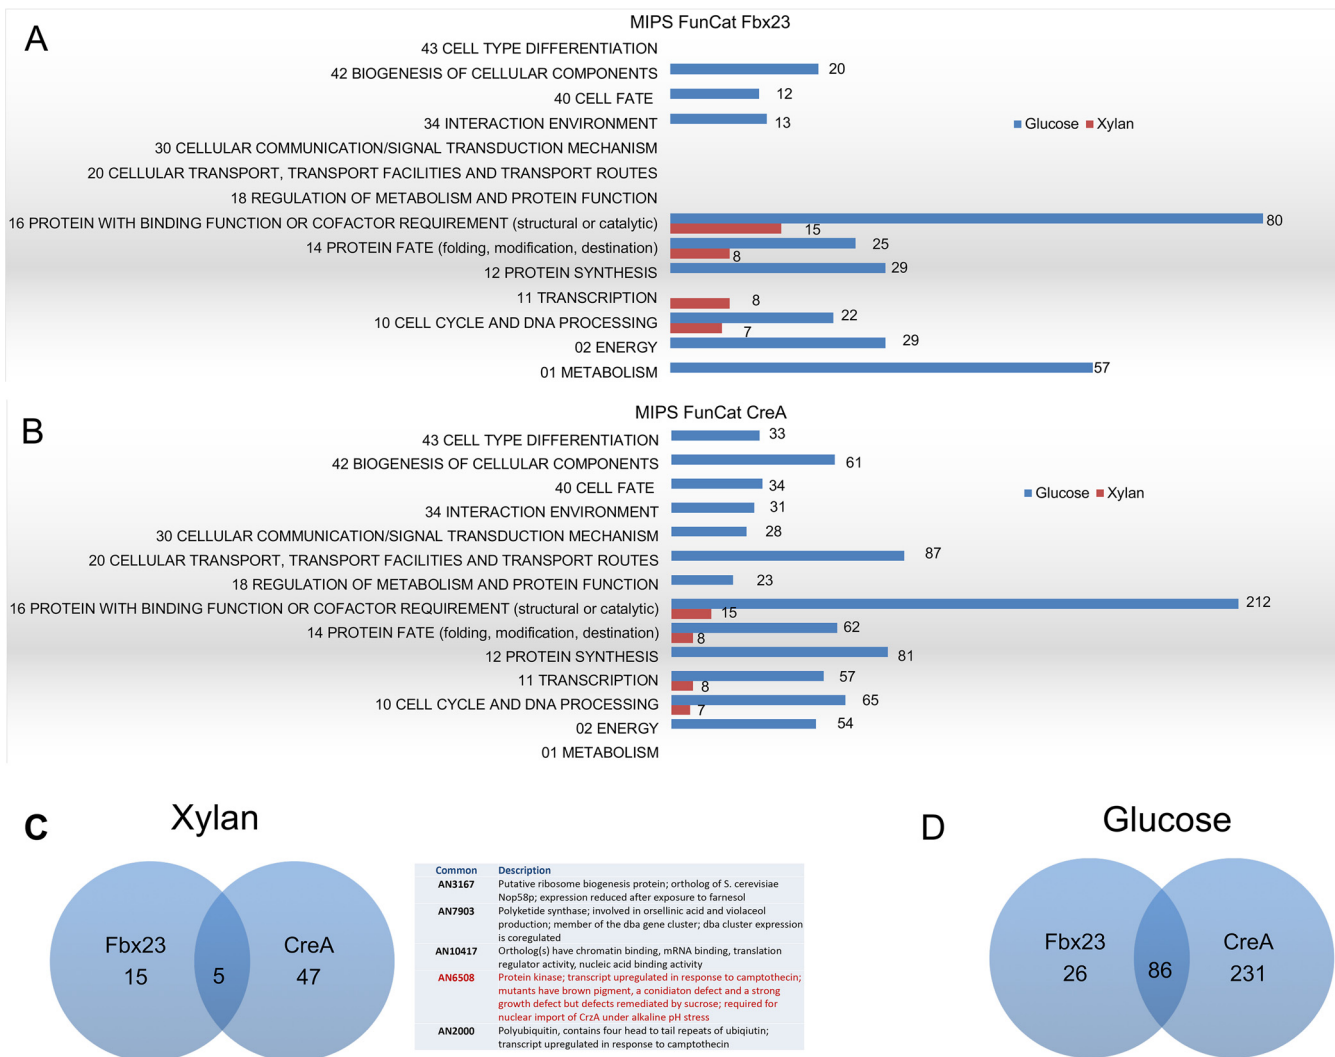 A
MIPS FunCat Fbx23
43 CELL TYPE DIFFERENTIATION
42 BIOGENESIS OF CELLULAR COMPONENTS 20
40 CELL FATE 12
34 INTERACTION ENVIRONMENT 13
Glucose Xylan
30 CELLULAR COMMUNICATION/SIGNAL TRANSDUCTION MECHANISM
20 CELLULAR TRANSPORT, TRANSPORT FACILITIES AND TRANSPORT ROUTES
18 REGULATION OF METABOLISM AND PROTEIN FUNCTION
16 PROTEIN WITH BINDING FUNCTION OR COFACTOR REQUIREMENT (structural or catalytic) 80
15
14 PROTEIN FATE (folding, modification, destination) 25
8
12 PROTEIN SYNTHESIS 29
11 TRANSCRIPTION 8
10 CELL CYCLE AND DNA PROCESSING 22
7
02 ENERGY 29
01 METABOLISM 57
B
MIPS FunCat CreA
43 CELL TYPE DIFFERENTIATION 33
42 BIOGENESIS OF CELLULAR COMPONENTS 61
40 CELL FATE 34
Glucose Xylan
34 INTERACTION ENVIRONMENT 31
30 CELLULAR COMMUNICATION/SIGNAL TRANSDUCTION MECHANISM 28
20 CELLULAR TRANSPORT, TRANSPORT FACILITIES AND TRANSPORT ROUTES 87
18 REGULATION OF METABOLISM AND PROTEIN FUNCTION 23
16 PROTEIN WITH BINDING FUNCTION OR COFACTOR REQUIREMENT (structural or catalytic) 212
15
14 PROTEIN FATE (folding, modification, destination) 62
8
12 PROTEIN SYNTHESIS 81
11 TRANSCRIPTION 57
8
10 CELL CYCLE AND DNA PROCESSING 65
7
02 ENERGY 54
01 METABOLISM
C
Xylan
Fbx23
15
5
CreA
47
Common Description
AN3167 Putative ribosome biogenesis protein; ortholog of S. cerevisiae
Nop58p; expression reduced after exposure to farnesol
AN7903 Polyketide synthase; involved in orsellinic acid and violaceol
production; member of the dba gene cluster; dba cluster expression
is coregulated
AN10417 Ortholog(s) have chromatin binding, mRNA binding, translation
regulator activity, nucleic acid binding activity
AN6508 Protein kinase; transcript upregulated in response to camptothecin;
mutants have brown pigment, a conidiaton defect and a strong
growth defect but defects remediated by sucrose; required for
nuclear import of CrzA under alkaline pH stress
AN2000 Polyubiquitin, contains four head to tail repeats of ubiqiutin;
transcript upregulated in response to camptothecin
D
Glucose
Fbx23
26
86
CreA
231